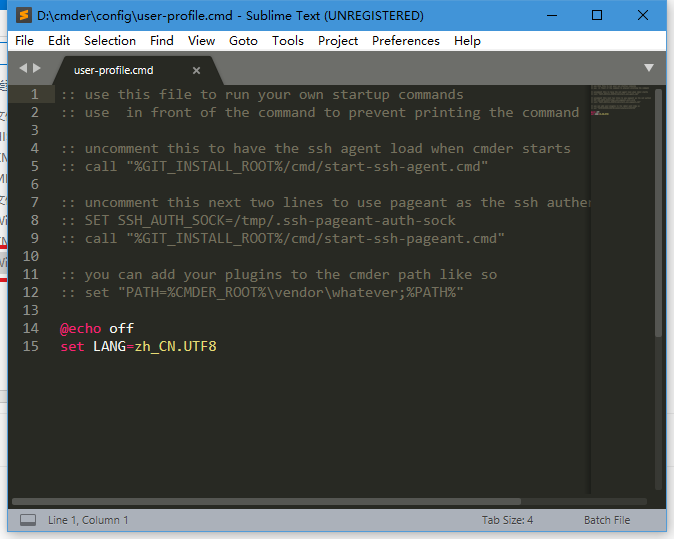 D:\cmder\config\user-profile.cmd - Sublime Text (UNREGISTERED)
File Edit Selection Find View Goto Tools Project Preferences Help
user-profile.cmd
1 :: use this file to run your own startup commands
2 :: use  in front of the command to prevent printing the command
3
4 :: uncomment this to have the ssh agent load when cmder starts
5 :: call "%GIT_INSTALL_ROOT%/cmd/start-ssh-agent.cmd"
6
7 :: uncomment this next two lines to use pageant as the ssh authen
8 :: SET SSH_AUTH_SOCK=/tmp/.ssh-pageant-auth-sock
9 :: call "%GIT_INSTALL_ROOT%/cmd/start-ssh-pageant.cmd"
10
11 :: you can add your plugins to the cmder path like so
12 :: set "PATH=%CMDER_ROOT%\vendor\whatever;%PATH%"
13
14 @echo off
15 set LANG=zh_CN.UTF8
Line 1, Column 1 Tab Size: 4 Batch File